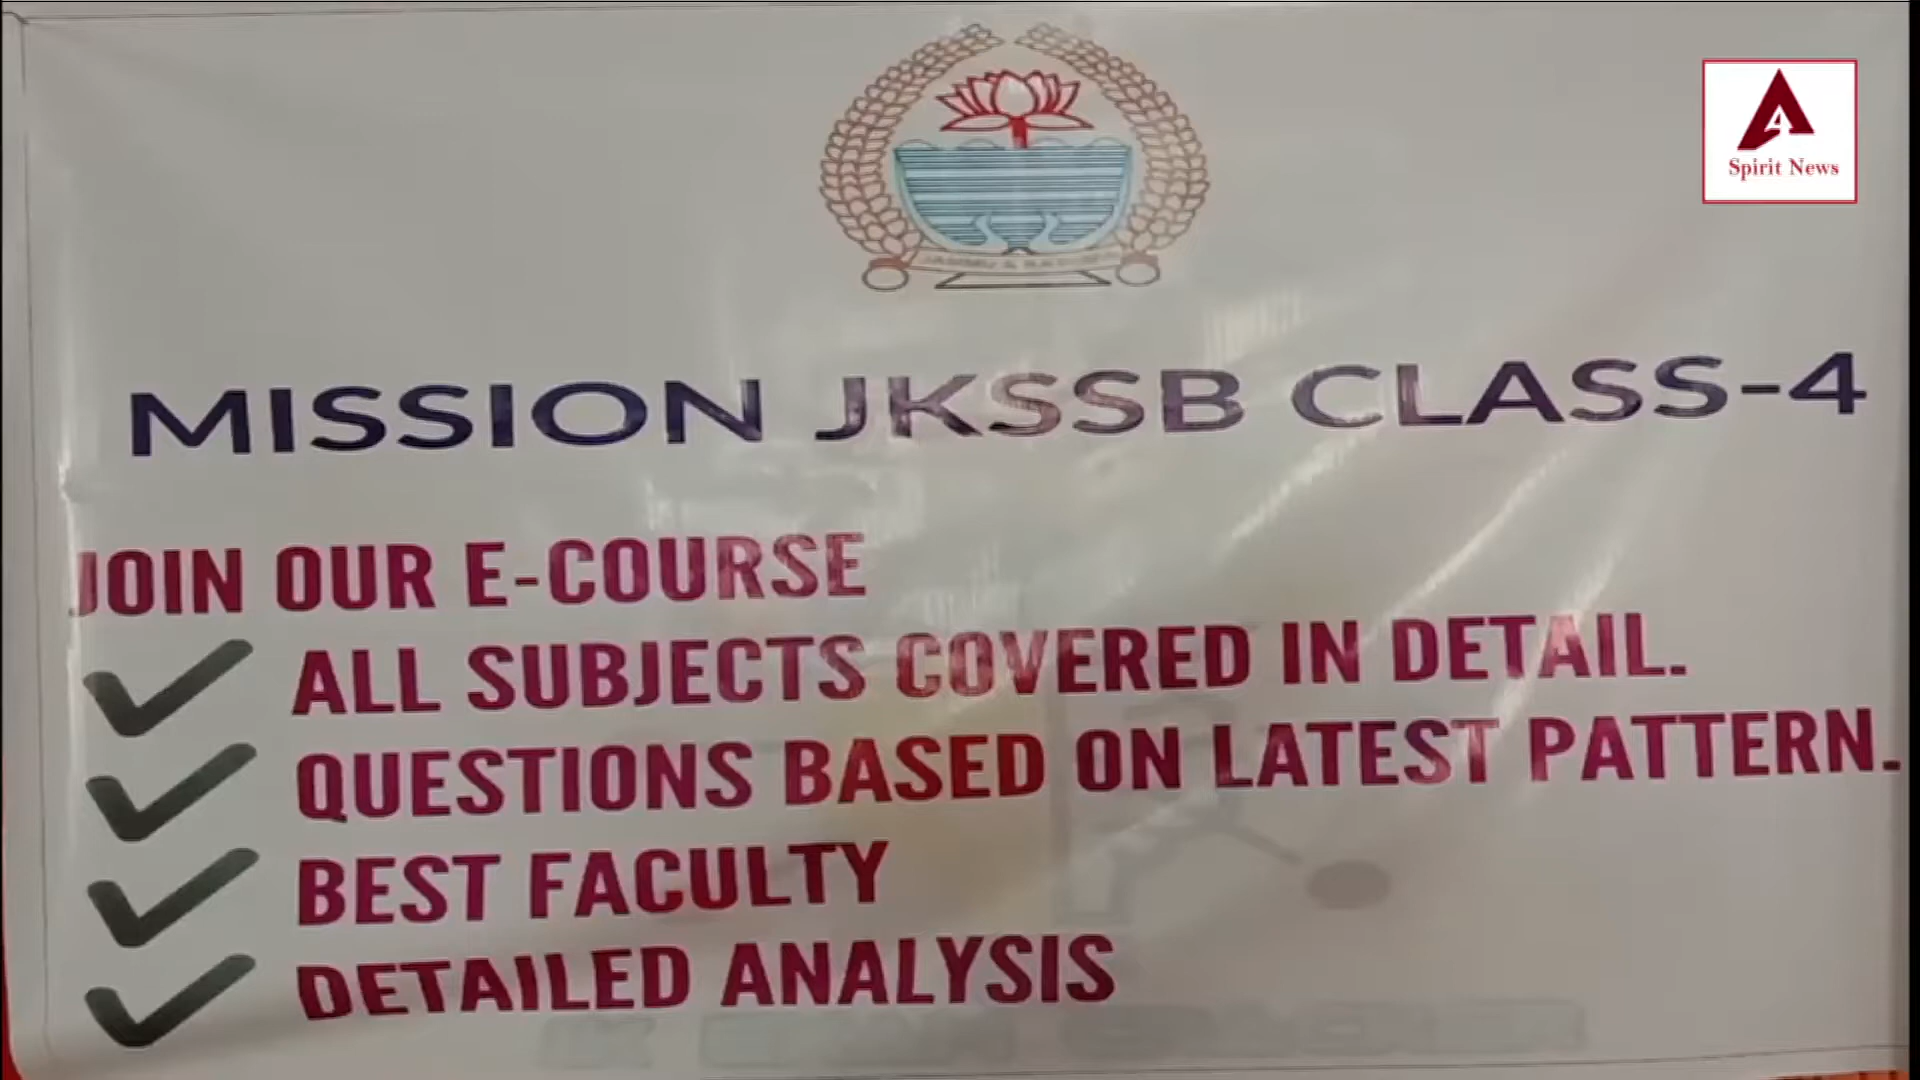 Spirit News
MISSION JKSSB CLASS-4
JOIN OUR E-COURSE
ALL SUBJECTS COVERED IN DETAIL.
QUESTIONS BASED ON LATEST PATTERN.
BEST FACULTY
DETAILED ANALYSIS